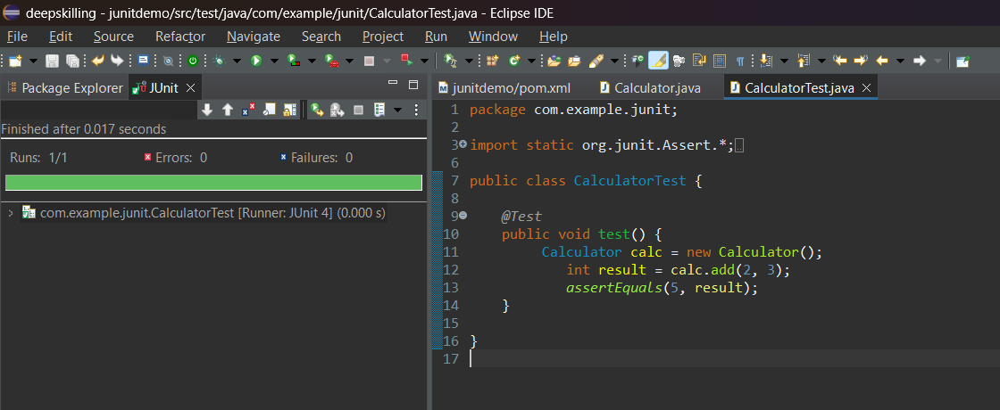 deepskilling - junitdemo/src/test/java/com/example/junit/CalculatorTest.java - Eclipse IDE
File Edit Source Refactor Navigate Search Project Run Window Help
Package Explorer JUnit
Finished after 0.017 seconds
Runs: 1/1 Errors: 0 Failures: 0
com.example.junit.CalculatorTest [Runner: JUnit 4] (0.000 s)
junitdemo/pom.xml Calculator.java CalculatorTest.java
1 package com.example.junit;
2
3 import static org.junit.Assert.*;
6
7 public class CalculatorTest {
8
9 @Test
10 public void test() {
11 Calculator calc = new Calculator();
12 int result = calc.add(2, 3);
13 assertEquals(5, result);
14 }
15
16 }
17